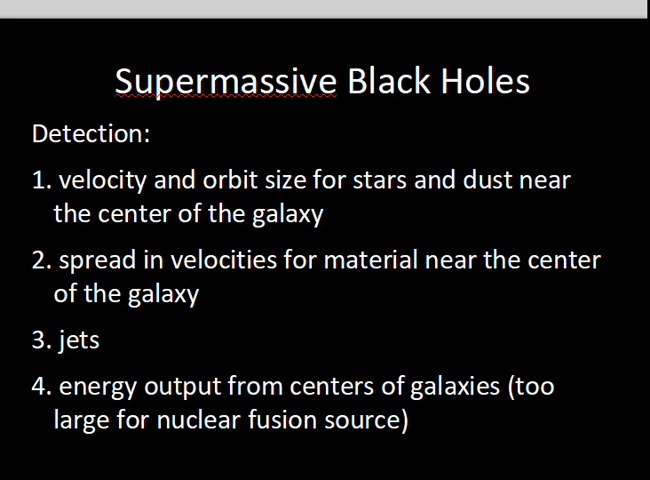 Supermassive Black Holes
Detection:
1. velocity and orbit size for stars and dust near
the center of the galaxy
2. spread in velocities for material near the center
of the galaxy
3. jets
4. energy output from centers of galaxies (too
large for nuclear fusion source)